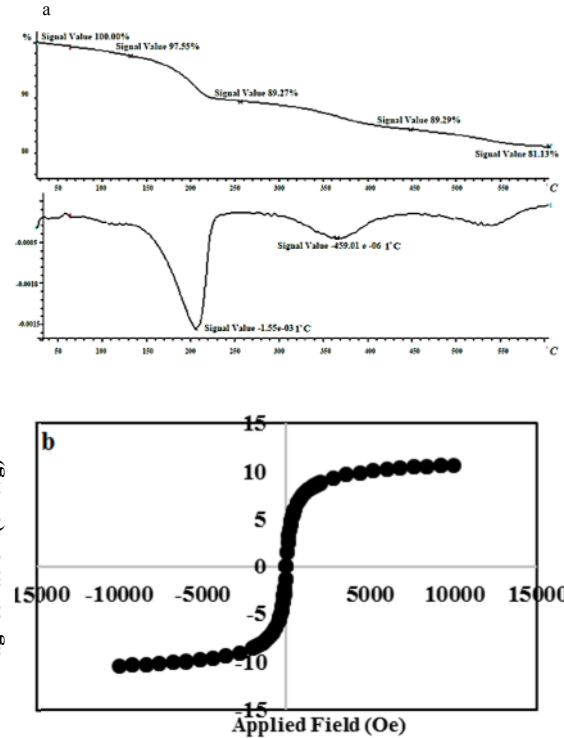 a
%
Signal Value 100.00%
Signal Value 97.55%
90
Signal Value 89.27%
Signal Value 89.29%
80
Signal Value 81.13%
50 100 150 200 250 300 350 400 450 500 550 °C
-0.0005
Signal Value -459.01 e -06 1°C
-0.0010
-0.0015
Signal Value -1.55e-03 1°C
50 100 150 200 250 300 350 400 450 500 550 °C
b
15
10
5
0
15000 -10000 -5000 5000 10000 15000
-5
-10
-15
Applied Field (Oe)